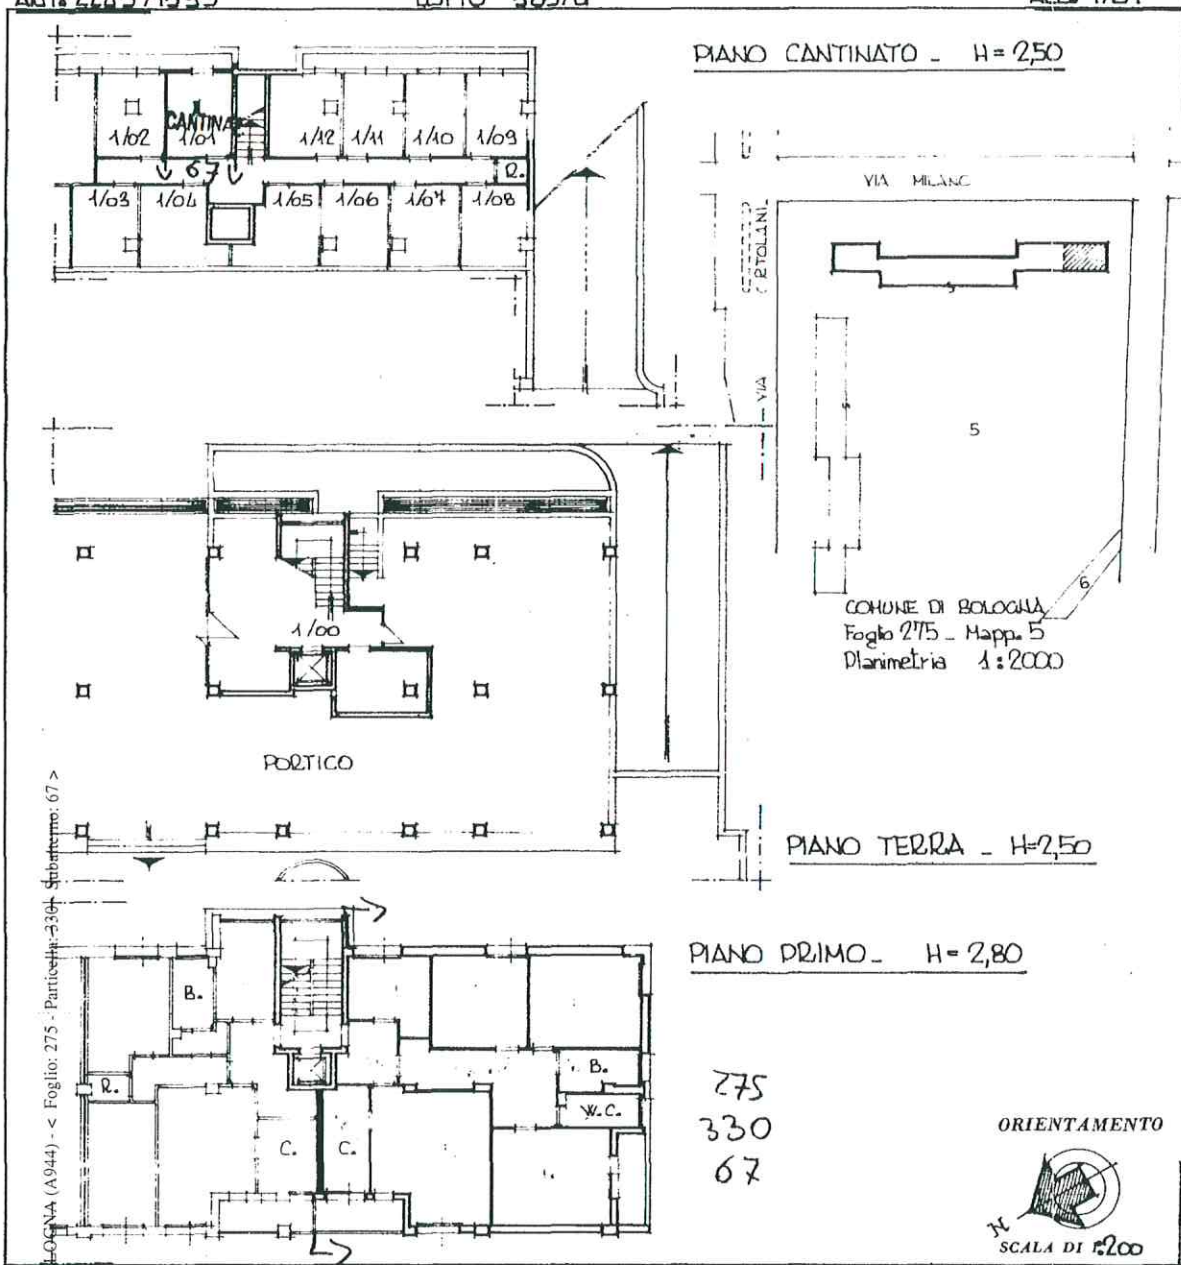 PIANO CANTINATO - H=2,50
1/02
CANTINA
1/01
1/12
1/11
1/10
1/09
67
R.
1/03
1/04
1/05
1/06
1/07
1/08
VIA MILANO
VIA
5
6
COMUNE DI BOLOGNA
Foglio 275 - Mapp. 5
Planimetria 1:2000
1/00
PORTICO
PIANO TERRA - H=2,50
PIANO PRIMO - H=2,80
B.
R.
C.
C.
B.
W.C.
275
330
67
ORIENTAMENTO
N
SCALA DI 1:200
LOGNA (A944) - < Foglio: 275 - Particella: 330 - Subalterno: 67 >